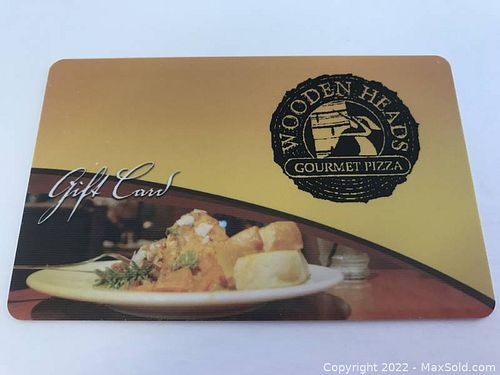 WOODEN HEADS
GOURMET PIZZA
Gift Card
Copyright 2022 - MaxSold.com